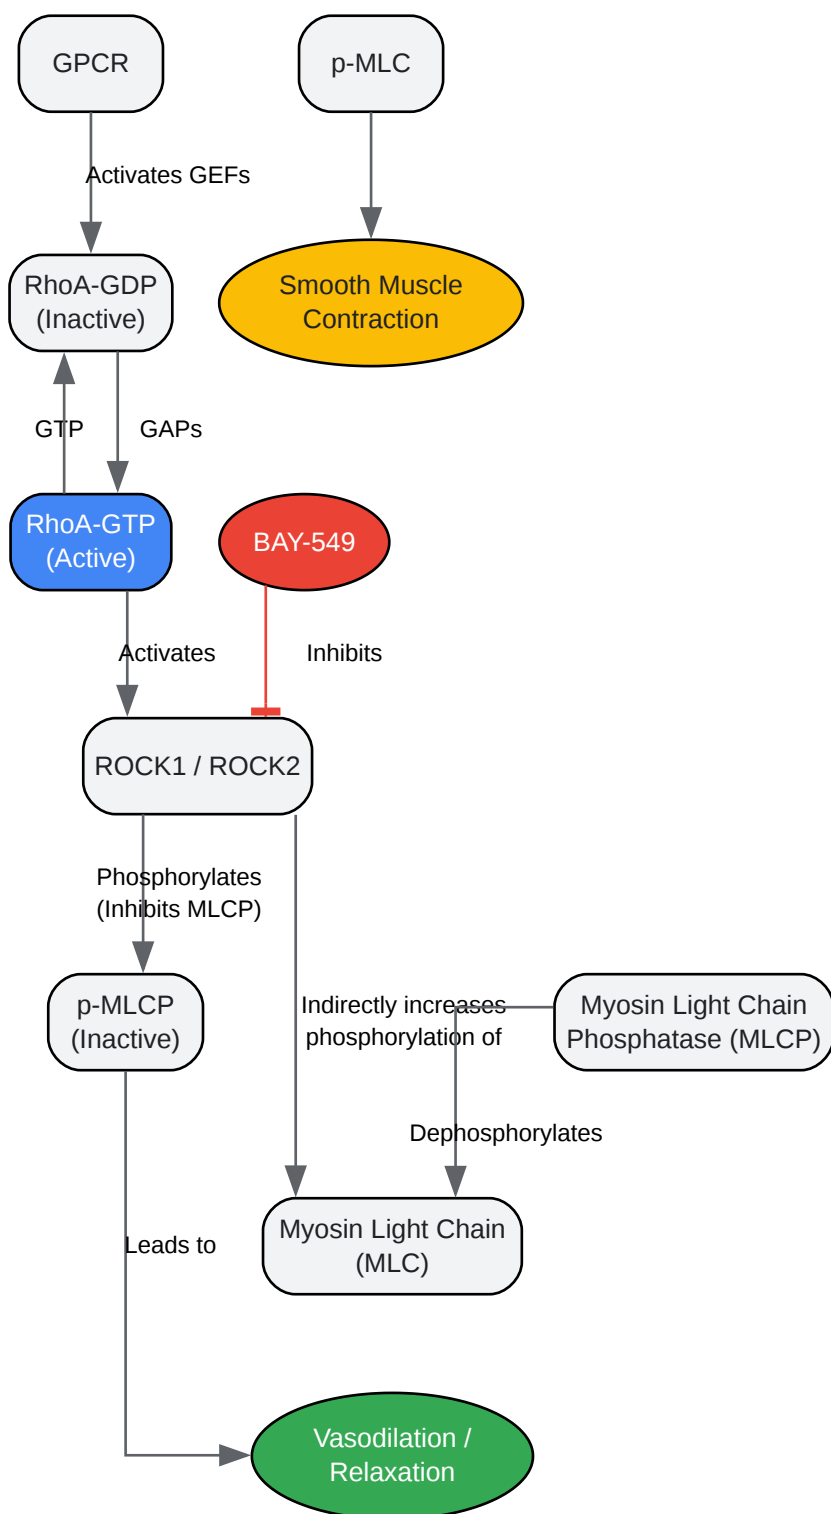 GPCR
p-MLC
Activates GEFs
RhoA-GDP
(Inactive)
Smooth Muscle
Contraction
GTP
GAPs
RhoA-GTP
(Active)
BAY-549
Activates
Inhibits
ROCK1 / ROCK2
Phosphorylates
(Inhibits MLCP)
p-MLCP
(Inactive)
Indirectly increases
phosphorylation of
Myosin Light Chain
Phosphatase (MLCP)
Dephosphorylates
Myosin Light Chain
(MLC)
Leads to
Vasodilation /
Relaxation